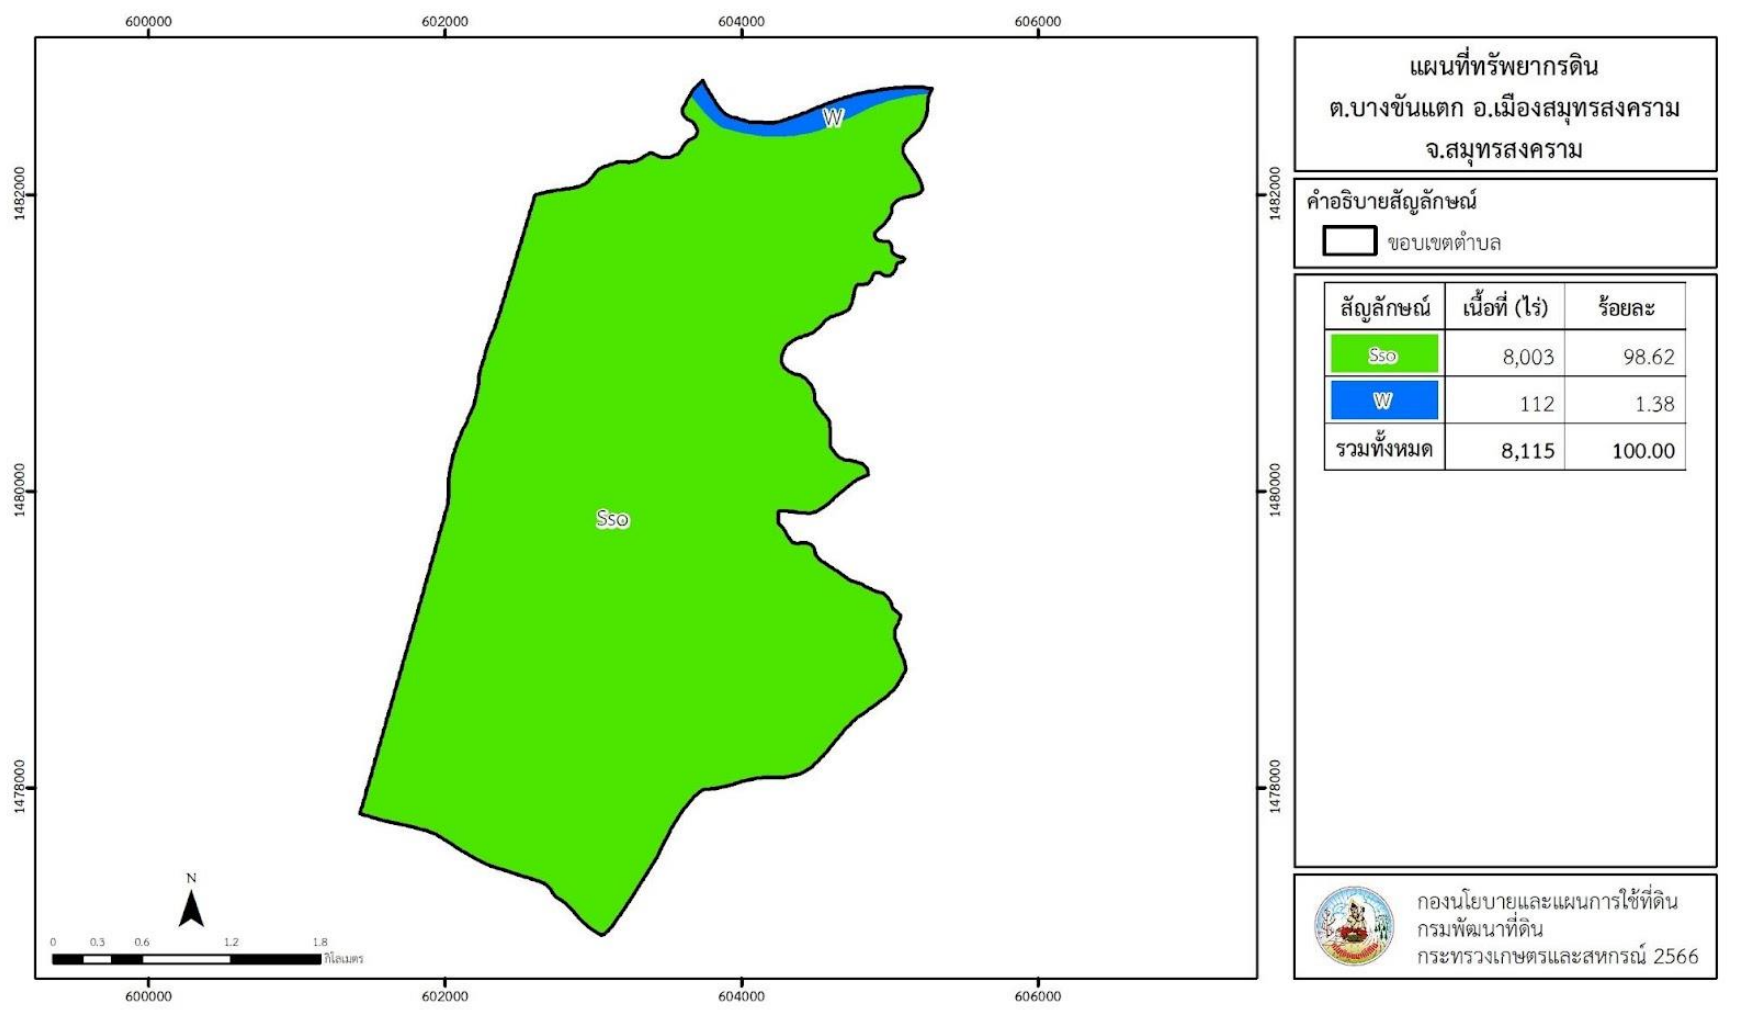 600000 602000 604000 606000
แผนที่ทรัพยากรดิน
ต.บางขันแตก อ.เมืองสมุทรสงคราม
จ.สมุทรสงคราม
W
1482000 1482000
คำอธิบายสัญลักษณ์
ขอบเขตตำบล
สัญลักษณ์ เนื้อที่ (ไร่) ร้อยละ
Sso 8,003 98.62
W 112 1.38
รวมทั้งหมด 8,115 100.00
1480000 1480000
Sso
1478000 1478000
N
0 0.3 0.6 1.2 1.8
กิโลเมตร
กองนโยบายและแผนการใช้ที่ดิน
กรมพัฒนาที่ดิน
กระทรวงเกษตรและสหกรณ์ 2566
600000 602000 604000 606000